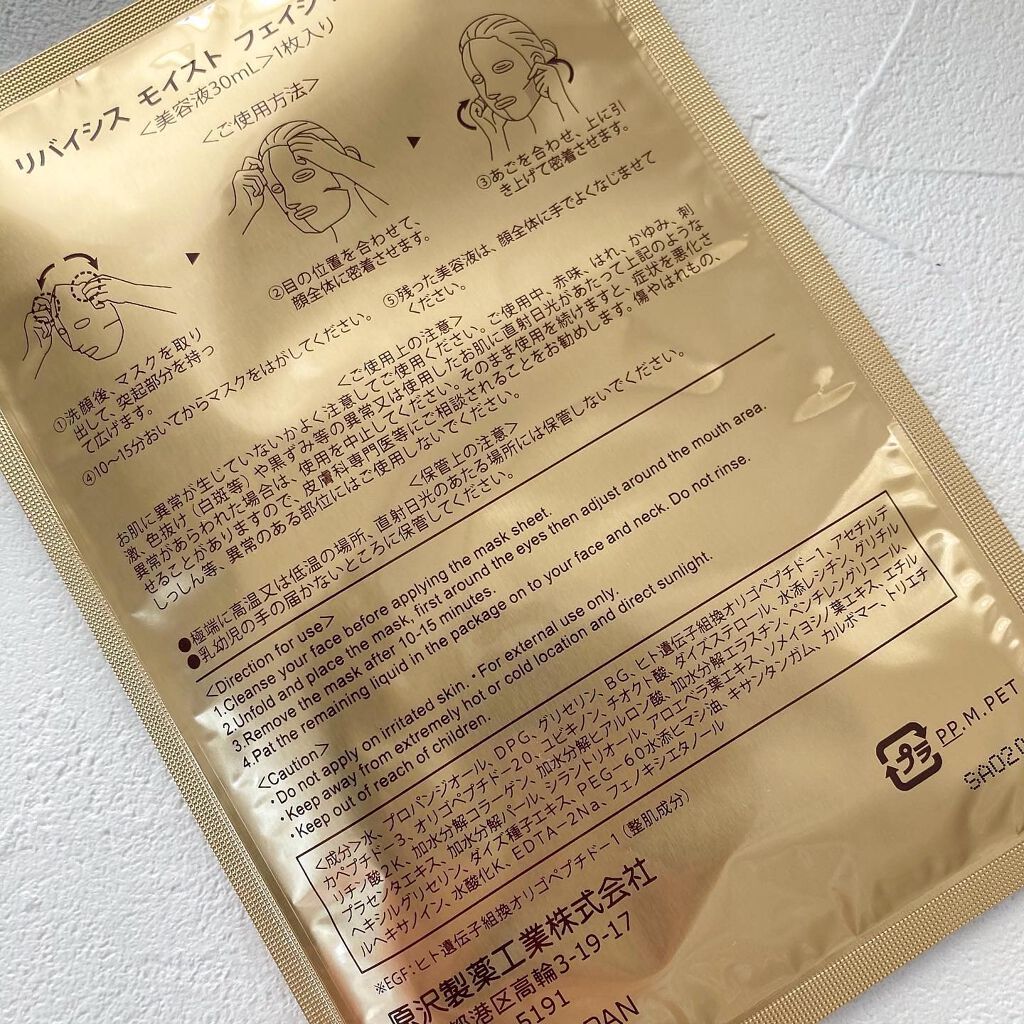 リバイシス モイスト フェイシ
<美容液30mL>1枚入り
<ご使用方法>
①洗顔後、マスクを取り
出して、突起部分を持っ
て広げます。
②目の位置を合わせて、
顔全体に密着させます。
③あごを合わせ、上に引
き上げて密着させます。
④10〜15分おいてからマスクをはがしてください。
⑤残った美容液は、顔全体に手でよくなじませて
ください。
<ご使用上の注意>
お肌に異常が生じていないかよく注意してご使用ください。ご使用中、赤味、はれ、かゆみ、刺
激、色抜け（白斑等）や黒ずみ等の異常又は使用したお肌に直射日光があたって上記のような
異常があらわれた場合は、使用を中止してください。そのまま使用を続けますと、症状を悪化さ
せることがありますので、皮膚科専門医等にご相談されることをお勧めします。傷やはれもの、
しっしん等、異常のある部位にはご使用しないでください。
<保管上の注意>
●極端に高温又は低温の場所、直射日光のあたる場所には保管しないでください。
●乳幼児の手の届かないところに保管してください。
<Direction for use>
1.Cleanse your face before applying the mask sheet.
2.Unfold and place the mask, first around the eyes then adjust around the mouth area.
3.Remove the mask after 10-15 minutes.
4.Pat the remaining liquid in the package on to your face and neck. Do not rinse.
<Caution>
・Do not apply on irritated skin. ・For external use only.
・Keep away from extremely hot or cold location and direct sunlight.
・Keep out of reach of children.
<成分>水、プロパンジオール、DPG、グリセリン、BG、ヒト遺伝子組換オリゴペプチド-1、アセチルデ
カペプチド-3、オリゴペプチド-20、ユビキノン、チオクト酸、ダイズステロール、水添レシチン、グリチル
リチン酸2K、加水分解コラーゲン、加水分解ヒアルロン酸、加水分解エラスチン、ペンチレングリコール、
プラセンタエキス、加水分解パール、シラントリオール、アロエベラ葉エキス、ソメイヨシノ葉エキス、エチル
ヘキシルグリセリン、ダイズ種子エキス、PEG-60水添ヒマシ油、キサンタンガム、カルボマー、トリエチ
ルヘキサノイン、水酸化K、EDTA-2Na、フェノキシエタノール
※EGF：ヒト遺伝子組換オリゴペプチド-1（整肌成分）
プラ
PP.M.PET
SA020
原沢製薬工業株式会社
都港区高輪3-19-17
5191
PAN